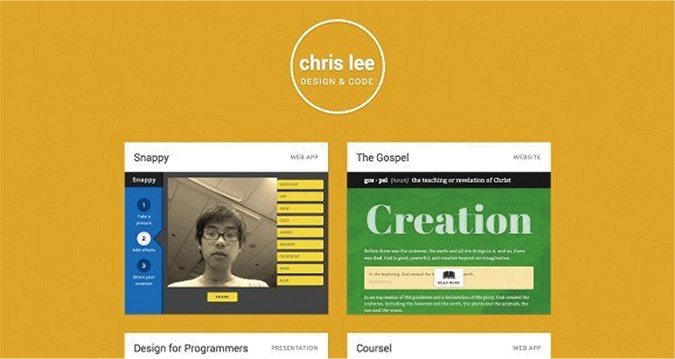 chris lee
DESIGN & CODE
Snappy
WEB APP
The Gospel
WEBSITE
Snappy
1
Take a
picture
2
Add effects
3
Share your
creation
SHARE
gos • pel (noun) the teaching or revelation of Christ
Creation
Before there was the universe, the earth and all the things in it, and us, there
was God. God is good, powerful, and creative beyond our imagination.
In the beginning, God created the
READ MORE
In an expression of His goodness and a declaration of His glory, God created the
universe, including the heavens and the earth, the plants and the animals, the
sun and the moon.
Design for Programmers
PRESENTATION
Coursel
WEB APP